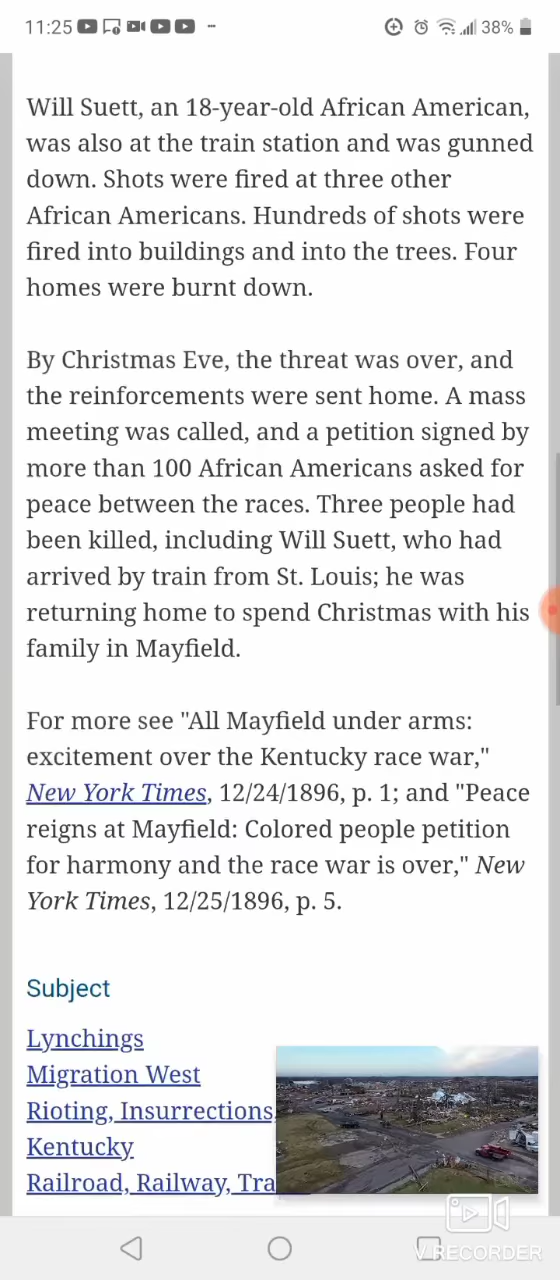 11:25
38%
Will Suett, an 18-year-old African American,
was also at the train station and was gunned
down. Shots were fired at three other
African Americans. Hundreds of shots were
fired into buildings and into the trees. Four
homes were burnt down.
By Christmas Eve, the threat was over, and
the reinforcements were sent home. A mass
meeting was called, and a petition signed by
more than 100 African Americans asked for
peace between the races. Three people had
been killed, including Will Suett, who had
arrived by train from St. Louis; he was
returning home to spend Christmas with his
family in Mayfield.
For more see "All Mayfield under arms:
excitement over the Kentucky race war,"
New York Times, 12/24/1896, p. 1; and "Peace
reigns at Mayfield: Colored people petition
for harmony and the race war is over," New
York Times, 12/25/1896, p. 5.
Subject
Lynchings
Migration West
Rioting, Insurrections,
Kentucky
Railroad, Railway, Tra
V RECORDER